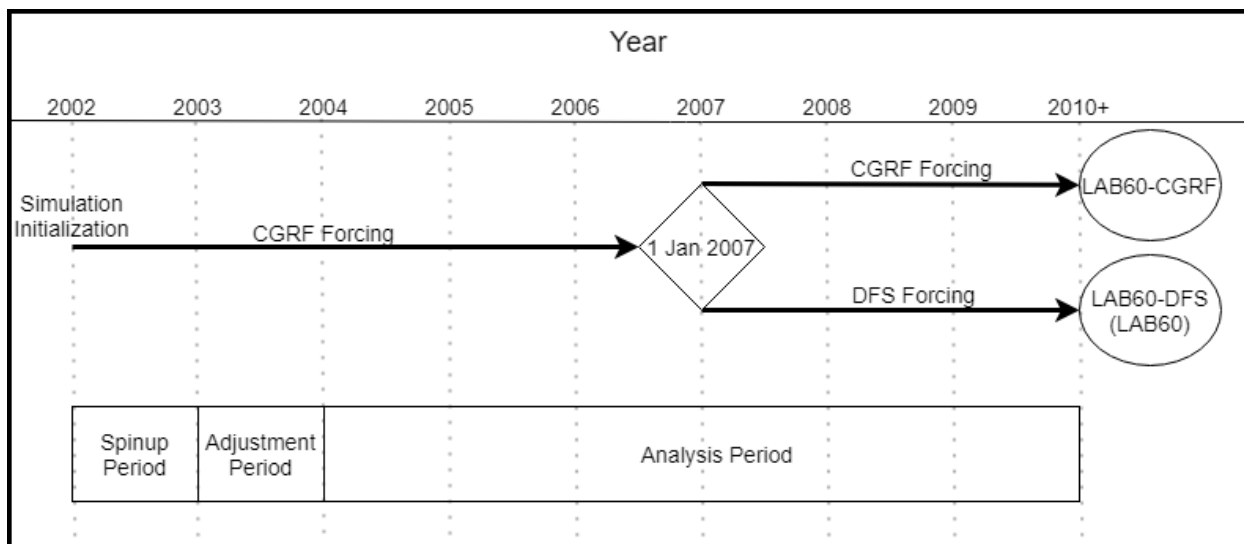 Year
2002 2003 2004 2005 2006 2007 2008 2009 2010+
Simulation
Initialization
CGRF Forcing
1 Jan 2007
CGRF Forcing
LAB60-CGRF
DFS Forcing
LAB60-DFS
(LAB60)
Spinup
Period
Adjustment
Period
Analysis Period